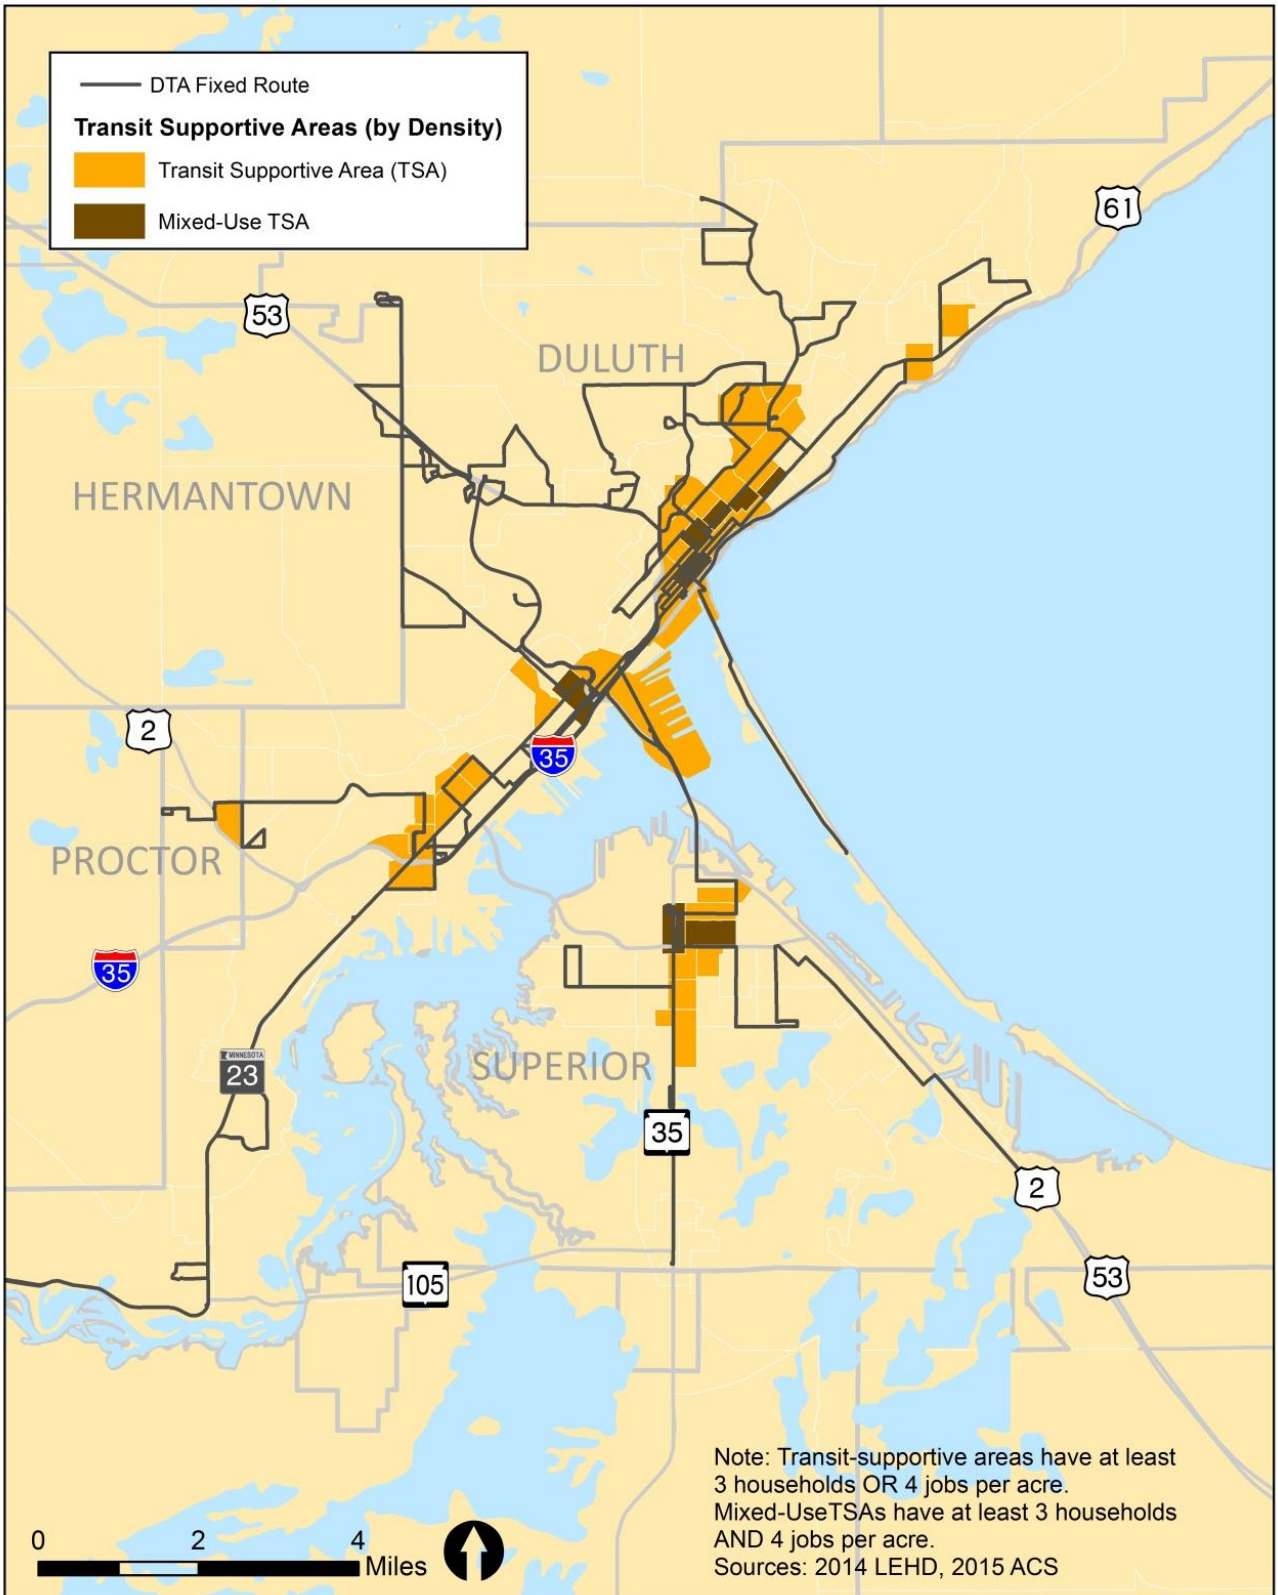 DTA Fixed Route
Transit Supportive Areas (by Density)
Transit Supportive Area (TSA)
Mixed-Use TSA
61
53
DULUTH
HERMANTOWN
2
35
PROCTOR
35
MINNESOTA
23
SUPERIOR
35
2
105
53
Note: Transit-supportive areas have at least
3 households OR 4 jobs per acre.
Mixed-UseTSAs have at least 3 households
AND 4 jobs per acre.
Sources: 2014 LEHD, 2015 ACS
0 2 4
Miles